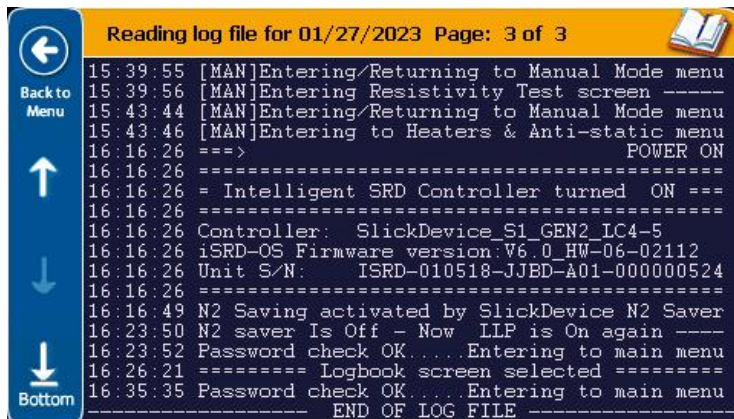 Reading log file for 01/27/2023 Page: 3 of 3
Back to
Menu
15:39:55 [MAN]Entering/Returning to Manual Mode menu
15:39:56 [MAN]Entering Resistivity Test screen -----
15:43:44 [MAN]Entering/Returning to Manual Mode menu
15:43:46 [MAN]Entering to Heaters & Anti-static menu
16:16:26 ===> POWER ON
16:16:26 ========================================
16:16:26 = Intelligent SRD Controller turned ON ===
16:16:26 ========================================
16:16:26 Controller: SlickDevice_S1_GEN2_LC4-5
16:16:26 iSRD-OS Firmware version:V6.0_HW-06-02112
16:16:26 Unit S/N: ISRD-010518-JJBD-A01-000000524
16:16:26 ========================================
16:16:49 N2 Saving activated by SlickDevice N2 Saver
16:23:50 N2 saver Is Off - Now LLP is On again ----
16:23:52 Password check OK.....Entering to main menu
16:26:21 ========= Logbook screen selected =========
16:35:35 Password check OK.....Entering to main menu
------------------ END OF LOG FILE ------------------
Bottom